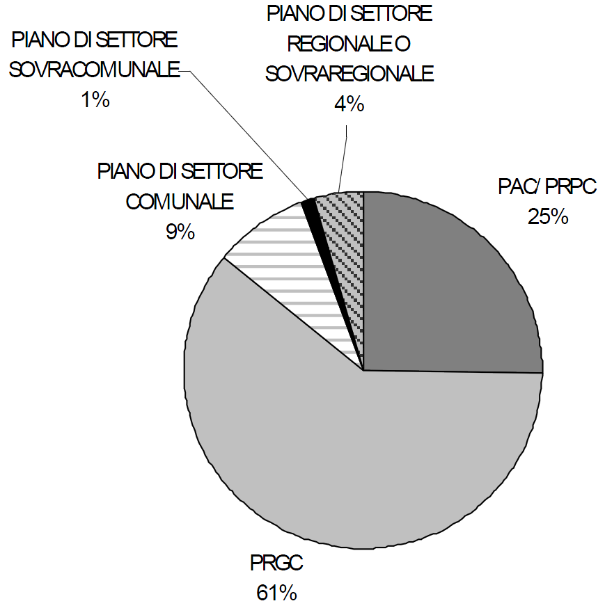 PIANO DI SETTORE
REGIONALE O
SOVRAREGIONALE
4%
PIANO DI SETTORE
SOVRACOMUNALE
1%
PIANO DI SETTORE
COMUNALE
9%
PAC/ PRPC
25%
PRGC
61%